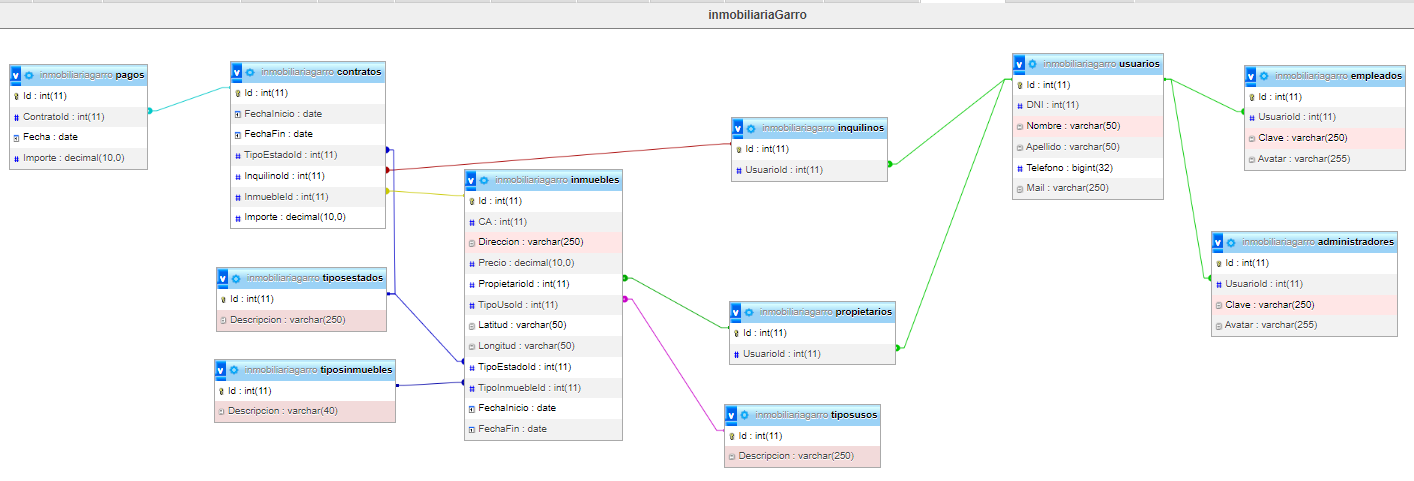 inmobiliariaGarro
inmobiliariagarro pagos
Id : int(11)
ContratoId : int(11)
Fecha : date
Importe : decimal(10,0)
inmobiliariagarro contratos
Id : int(11)
FechaInicio : date
FechaFin : date
TipoEstadoId : int(11)
InquilinoId : int(11)
InmuebleId : int(11)
Importe : decimal(10,0)
inmobiliariagarro tiposestados
Id : int(11)
Descripcion : varchar(250)
inmobiliariagarro tiposinmuebles
Id : int(11)
Descripcion : varchar(40)
inmobiliariagarro inmuebles
Id : int(11)
CA : int(11)
Direccion : varchar(250)
Precio : decimal(10,0)
PropietarioId : int(11)
TipoUsoId : int(11)
Latitud : varchar(50)
Longitud : varchar(50)
TipoEstadoId : int(11)
TipoInmuebleId : int(11)
FechaInicio : date
FechaFin : date
inmobiliariagarro inquilinos
Id : int(11)
UsuarioId : int(11)
inmobiliariagarro propietarios
Id : int(11)
UsuarioId : int(11)
inmobiliariagarro tiposusos
Id : int(11)
Descripcion : varchar(250)
inmobiliariagarro usuarios
Id : int(11)
DNI : int(11)
Nombre : varchar(50)
Apellido : varchar(50)
Telefono : bigint(32)
Mail : varchar(250)
inmobiliariagarro empleados
Id : int(11)
UsuarioId : int(11)
Clave : varchar(250)
Avatar : varchar(255)
inmobiliariagarro administradores
Id : int(11)
UsuarioId : int(11)
Clave : varchar(250)
Avatar : varchar(255)